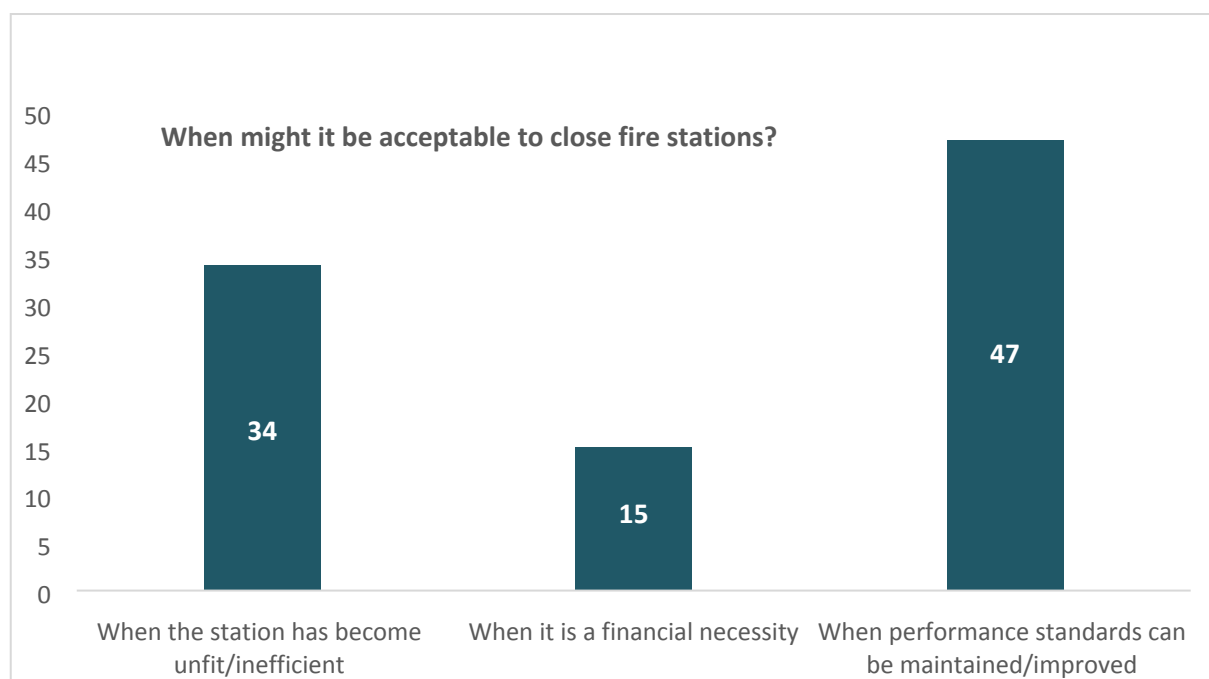 When might it be acceptable to close fire stations?
50
45
40
35
30
25
20
15
10
5
0
34
15
47
When the station has become
unfit/inefficient
When it is a financial necessity
When performance standards can
be maintained/improved